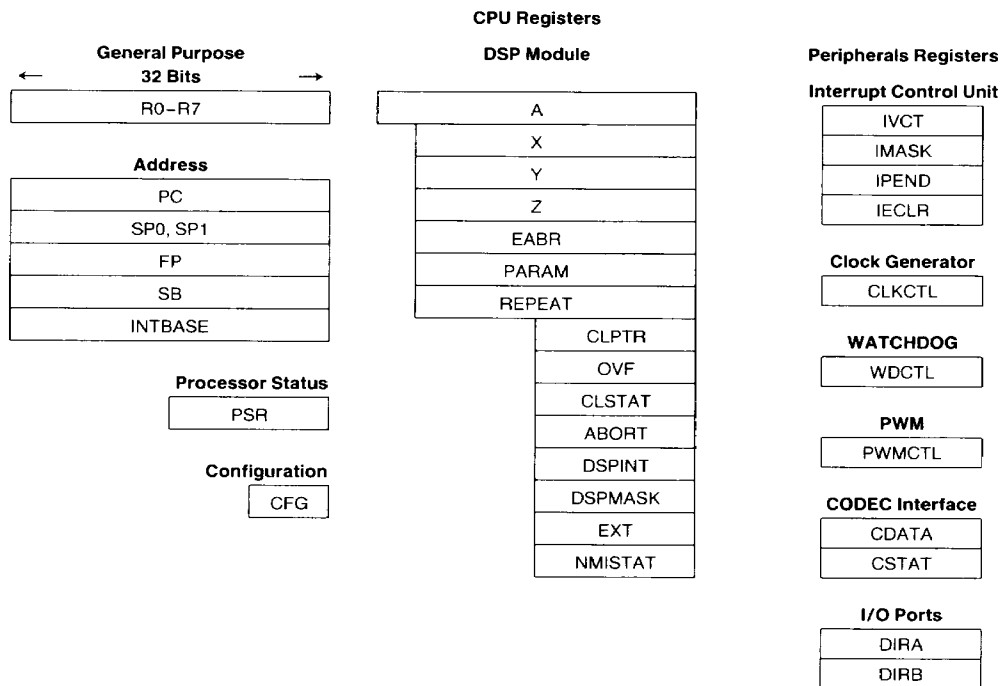 CPU Registers
General Purpose
← 32 Bits →
R0–R7
Address
PC
SP0, SP1
FP
SB
INTBASE
Processor Status
PSR
Configuration
CFG
DSP Module
A
X
Y
Z
EABR
PARAM
REPEAT
CLPTR
OVF
CLSTAT
ABORT
DSPINT
DSPMASK
EXT
NMISTAT
Peripherals Registers
Interrupt Control Unit
IVCT
IMASK
IPEND
IECLR
Clock Generator
CLKCTL
WATCHDOG
WDCTL
PWM
PWMCTL
CODEC Interface
CDATA
CSTAT
I/O Ports
DIRA
DIRB